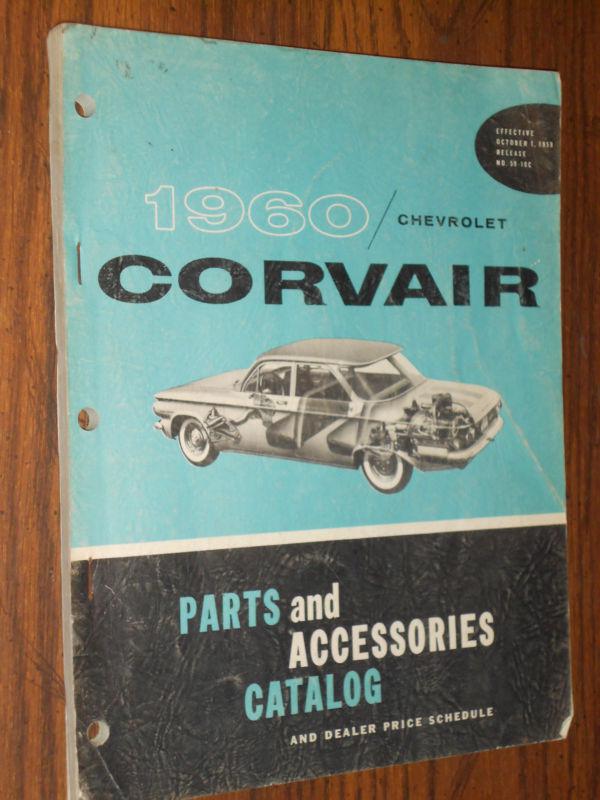 EFFECTIVE
OCTOBER 1, 1959
RELEASE
NO. 59-10C
1960 / CHEVROLET
CORVAIR
PARTS and
ACCESSORIES
CATALOG
AND DEALER PRICE SCHEDULE